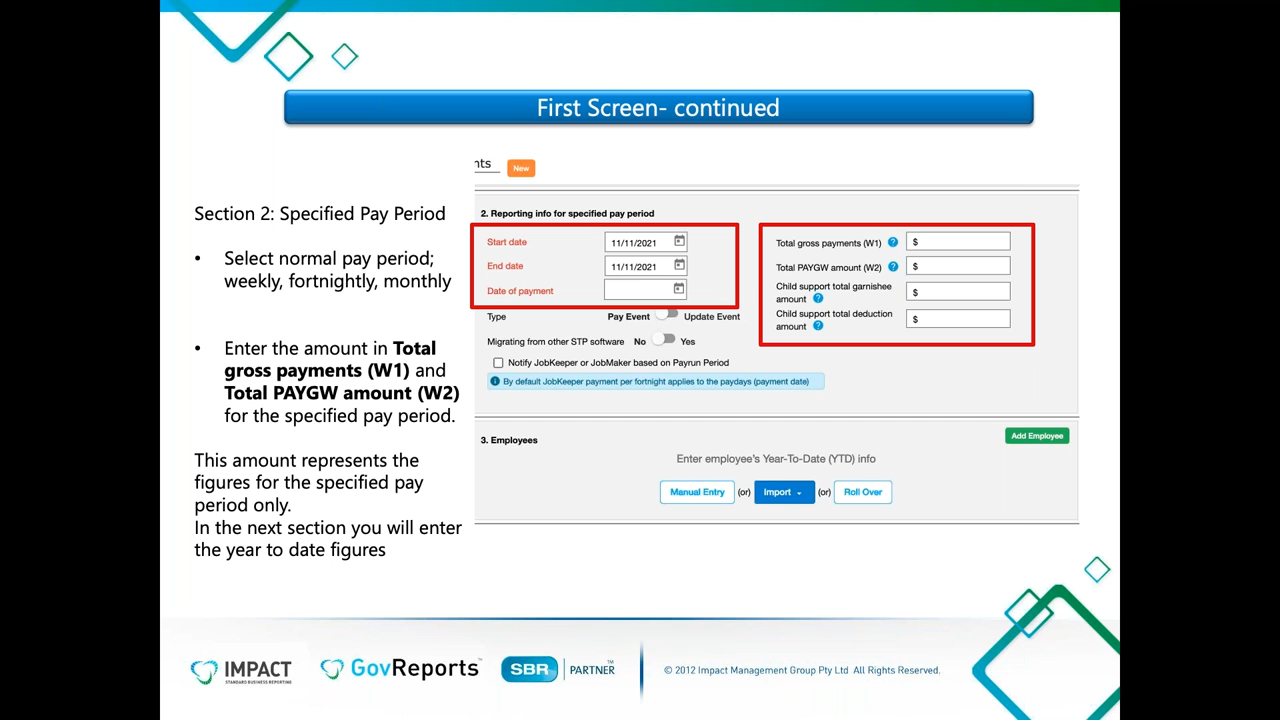 First Screen- continued
nts
New
Section 2: Specified Pay Period
• Select normal pay period;
weekly, fortnightly, monthly
• Enter the amount in Total
gross payments (W1) and
Total PAYGW amount (W2)
for the specified pay period.
This amount represents the
figures for the specified pay
period only.
In the next section you will enter
the year to date figures
2. Reporting info for specified pay period
Start date 11/11/2021
End date 11/11/2021
Date of payment
Type Pay Event Update Event
Migrating from other STP software No Yes
Notify JobKeeper or JobMaker based on Payrun Period
By default JobKeeper payment per fortnight applies to the paydays (payment date)
Total gross payments (W1) ? $
Total PAYGW amount (W2) ? $
Child support total garnishee
amount ? $
Child support total deduction
amount ? $
3. Employees
Add Employee
Enter employee's Year-To-Date (YTD) info
Manual Entry (or) Import (or) Roll Over
IMPACT
STANDARD BUSINESS REPORTING
GovReports™
SBR PARTNER™
© 2012 Impact Management Group Pty Ltd All Rights Reserved.